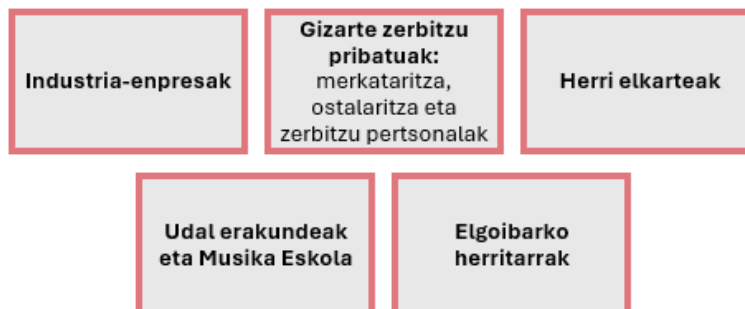 Industria-enpresak
Gizarte zerbitzu
pribatuak:
merkataritza,
ostalaritza eta
zerbitzu pertsonalak
Herri elkarteak
Udal erakundeak
eta Musika Eskola
Elgoibarko
herritarrak